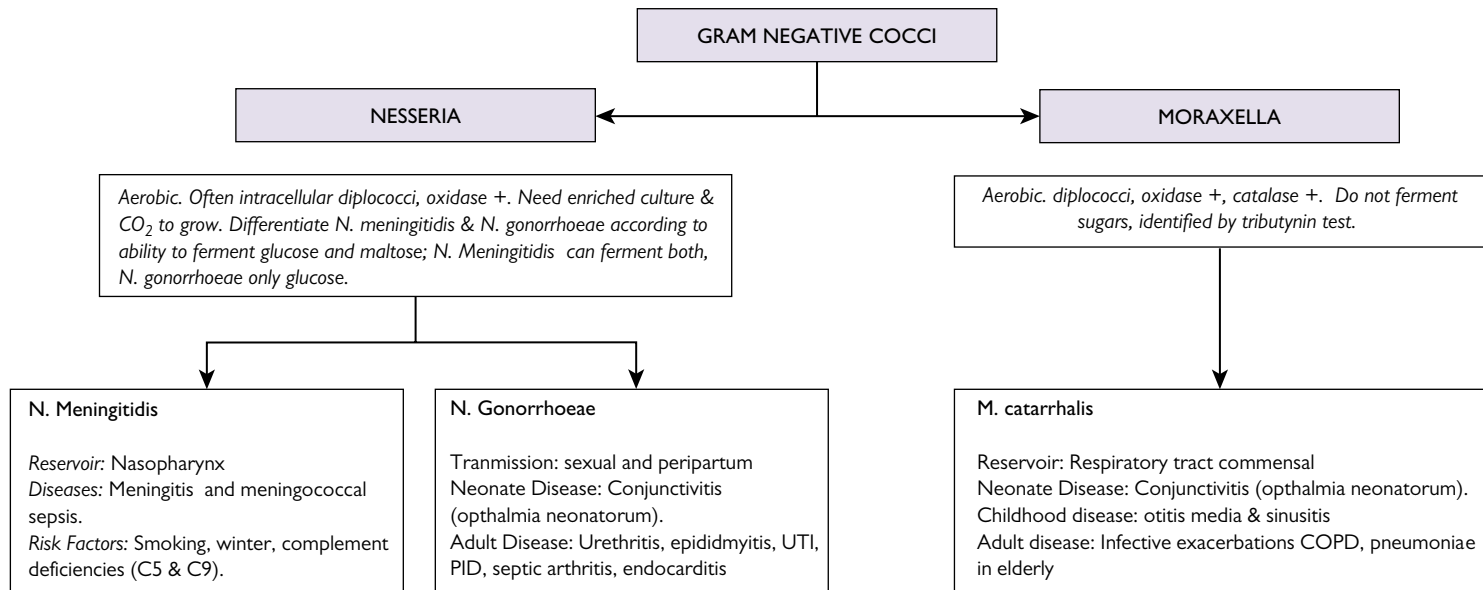 GRAM NEGATIVE COCCI
NESSERIA
MORAXELLA
Aerobic. Often intracellular diplococci, oxidase +. Need enriched culture &
CO2 to grow. Differentiate N. meningitidis & N. gonorrhoeae according to
ability to ferment glucose and maltose; N. Meningitidis can ferment both,
N. gonorrhoeae only glucose.
Aerobic. diplococci, oxidase +, catalase +. Do not ferment
sugars, identified by tributynin test.
N. Meningitidis
Reservoir: Nasopharynx
Diseases: Meningitis and meningococcal
sepsis.
Risk Factors: Smoking, winter, complement
deficiencies (C5 & C9).
N. Gonorrhoeae
Tranmission: sexual and peripartum
Neonate Disease: Conjunctivitis
(opthalmia neonatorum).
Adult Disease: Urethritis, epididmyitis, UTI,
PID, septic arthritis, endocarditis
M. catarrhalis
Reservoir: Respiratory tract commensal
Neonate Disease: Conjunctivitis (opthalmia neonatorum).
Childhood disease: otitis media & sinusitis
Adult disease: Infective exacerbations COPD, pneumoniae
in elderly